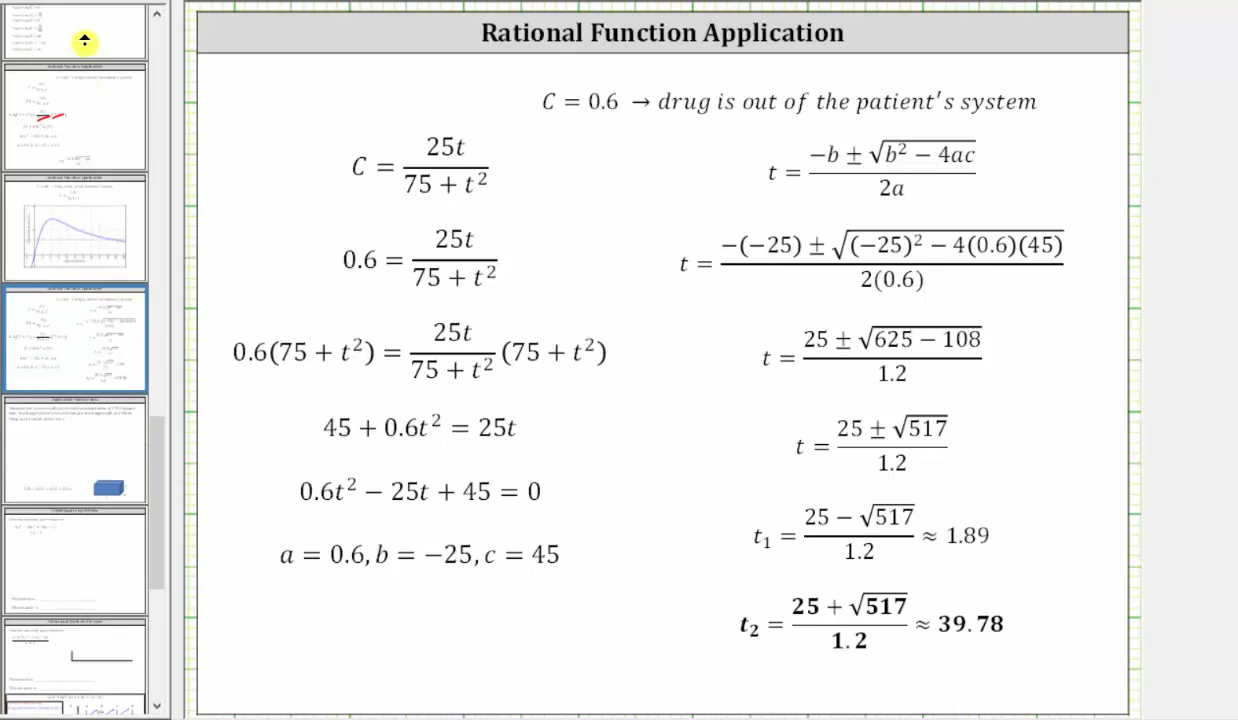 Rational Function Application
C = 0.6 → drug is out of the patient's system
C = 25t / (75 + t²)
0.6 = 25t / (75 + t²)
0.6(75 + t²) = 25t / (75 + t²) (75 + t²)
45 + 0.6t² = 25t
0.6t² − 25t + 45 = 0
a = 0.6, b = −25, c = 45
t = (−b ± √(b² − 4ac)) / 2a
t = (−(−25) ± √((−25)² − 4(0.6)(45))) / 2(0.6)
t = (25 ± √(625 − 108)) / 1.2
t = (25 ± √517) / 1.2
t₁ = (25 − √517) / 1.2 ≈ 1.89
t₂ = (25 + √517) / 1.2 ≈ 39.78